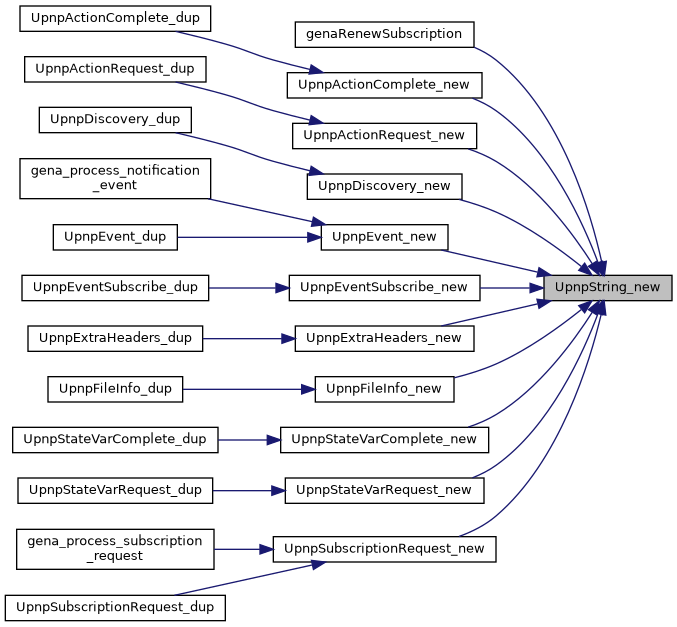 UpnpActionComplete_dup
genaRenewSubscription
UpnpActionRequest_dup
UpnpActionComplete_new
UpnpDiscovery_dup
UpnpActionRequest_new
gena_process_notification
_event
UpnpDiscovery_new
UpnpEvent_dup
UpnpEvent_new
UpnpEventSubscribe_dup
UpnpEventSubscribe_new
UpnpString_new
UpnpExtraHeaders_dup
UpnpExtraHeaders_new
UpnpFileInfo_dup
UpnpFileInfo_new
UpnpStateVarComplete_dup
UpnpStateVarComplete_new
UpnpStateVarRequest_dup
UpnpStateVarRequest_new
gena_process_subscription
_request
UpnpSubscriptionRequest_new
UpnpSubscriptionRequest_dup